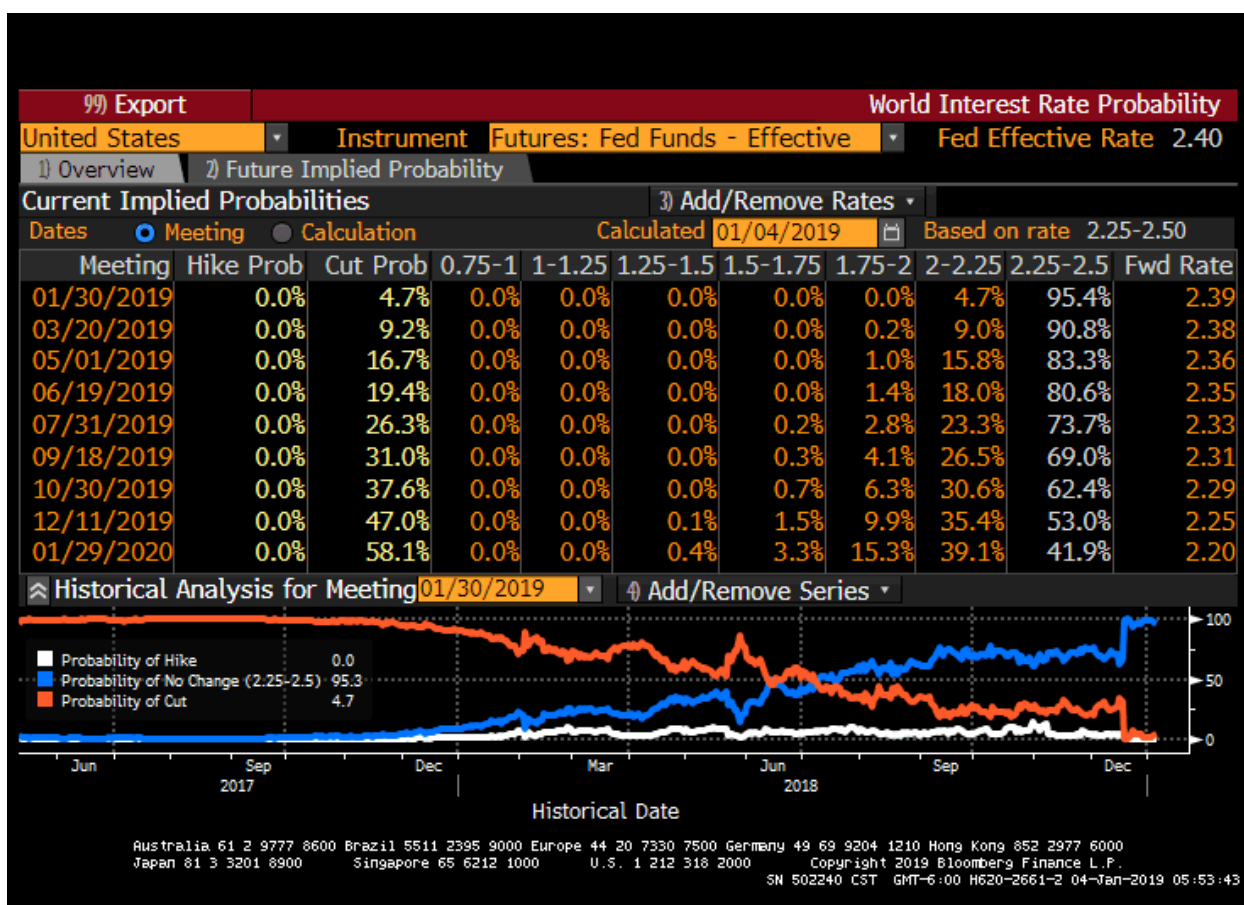 99) Export World Interest Rate Probability
United States Instrument Futures: Fed Funds - Effective Fed Effective Rate 2.40
1) Overview 2) Future Implied Probability
Current Implied Probabilities 3) Add/Remove Rates
Dates Meeting Calculation Calculated 01/04/2019 Based on rate 2.25-2.50
Meeting Hike Prob Cut Prob 0.75-1 1-1.25 1.25-1.5 1.5-1.75 1.75-2 2-2.25 2.25-2.5 Fwd Rate
01/30/2019 0.0% 4.7% 0.0% 0.0% 0.0% 0.0% 0.0% 4.7% 95.4% 2.39
03/20/2019 0.0% 9.2% 0.0% 0.0% 0.0% 0.0% 0.2% 9.0% 90.8% 2.38
05/01/2019 0.0% 16.7% 0.0% 0.0% 0.0% 0.0% 1.0% 15.8% 83.3% 2.36
06/19/2019 0.0% 19.4% 0.0% 0.0% 0.0% 0.0% 1.4% 18.0% 80.6% 2.35
07/31/2019 0.0% 26.3% 0.0% 0.0% 0.0% 0.2% 2.8% 23.3% 73.7% 2.33
09/18/2019 0.0% 31.0% 0.0% 0.0% 0.0% 0.3% 4.1% 26.5% 69.0% 2.31
10/30/2019 0.0% 37.6% 0.0% 0.0% 0.0% 0.7% 6.3% 30.6% 62.4% 2.29
12/11/2019 0.0% 47.0% 0.0% 0.0% 0.1% 1.5% 9.9% 35.4% 53.0% 2.25
01/29/2020 0.0% 58.1% 0.0% 0.0% 0.4% 3.3% 15.3% 39.1% 41.9% 2.20
Historical Analysis for Meeting 01/30/2019 4) Add/Remove Series
100
Probability of Hike 0.0
Probability of No Change (2.25-2.5) 95.3
50
Probability of Cut 4.7
0
Jun Sep Dec Mar Jun Sep Dec
2017 2018
Historical Date
Australia 61 2 9777 8600 Brazil 5511 2395 9000 Europe 44 20 7330 7500 Germany 49 69 9204 1210 Hong Kong 852 2977 6000
Japan 81 3 3201 8900 Singapore 65 6212 1000 U.S. 1 212 318 2000 Copyright 2019 Bloomberg Finance L.P.
SN 502240 CST GMT-6:00 H620-2661-2 04-Jan-2019 05:53:43